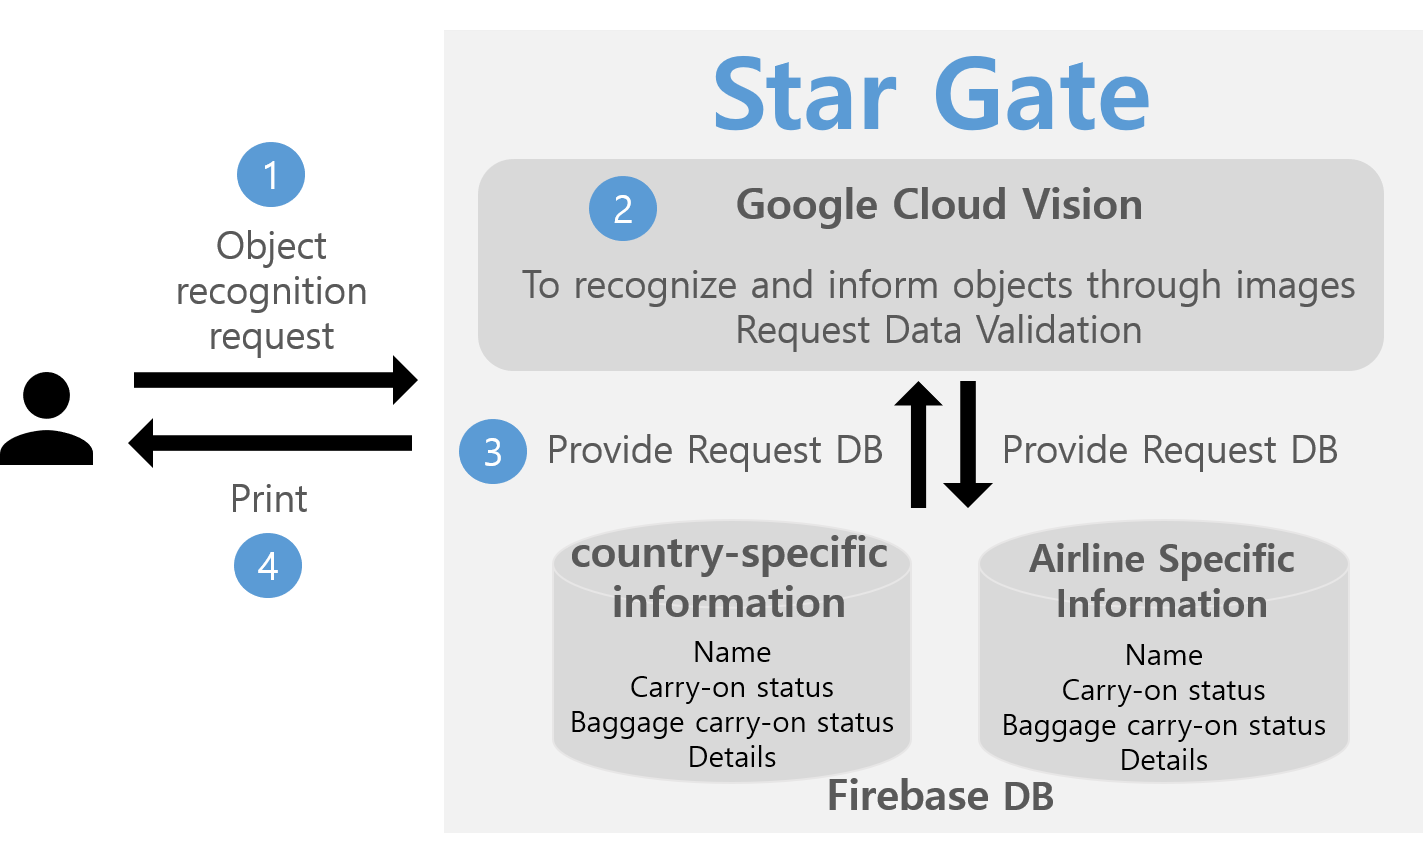 Star Gate
1
Object
recognition
request
2
Google Cloud Vision
To recognize and inform objects through images
Request Data Validation
3
Provide Request DB
Provide Request DB
Print
4
country-specific
information
Name
Carry-on status
Baggage carry-on status
Details
Airline Specific
Information
Name
Carry-on status
Baggage carry-on status
Details
Firebase DB